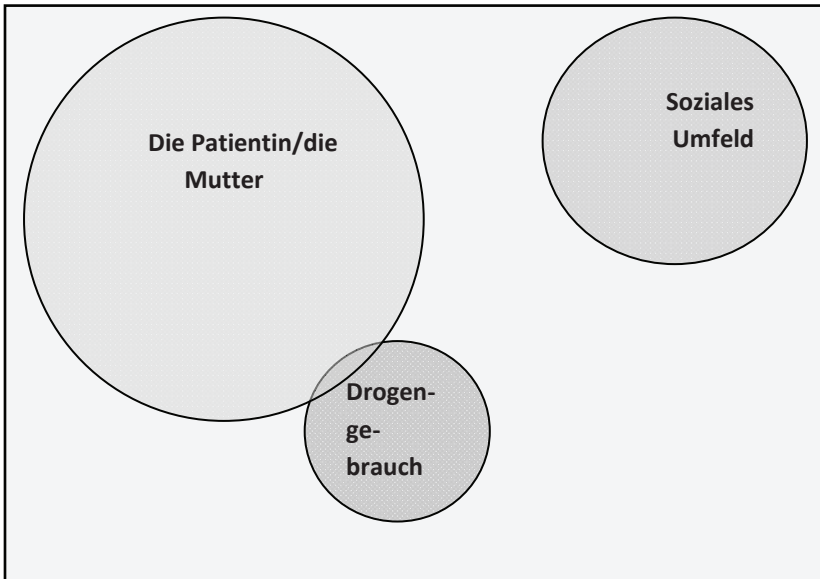 Die Patientin/die
Mutter
Soziales
Umfeld
Drogen-
ge-
brauch